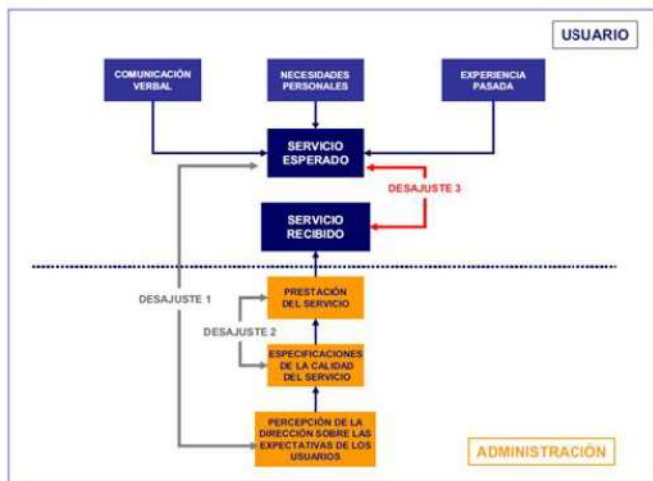 USUARIO
COMUNICACIÓN
VERBAL
NECESIDADES
PERSONALES
EXPERIENCIA
PASADA
SERVICIO
ESPERADO
DESAJUSTE 3
SERVICIO
RECIBIDO
DESAJUSTE 1
PRESTACIÓN
DEL SERVICIO
DESAJUSTE 2
ESPECIFICACIONES
DE LA CALIDAD
DEL SERVICIO
PERCEPCIÓN DE LA
DIRECCIÓN SOBRE LAS
EXPECTATIVAS DE LOS
USUARIOS
ADMINISTRACIÓN